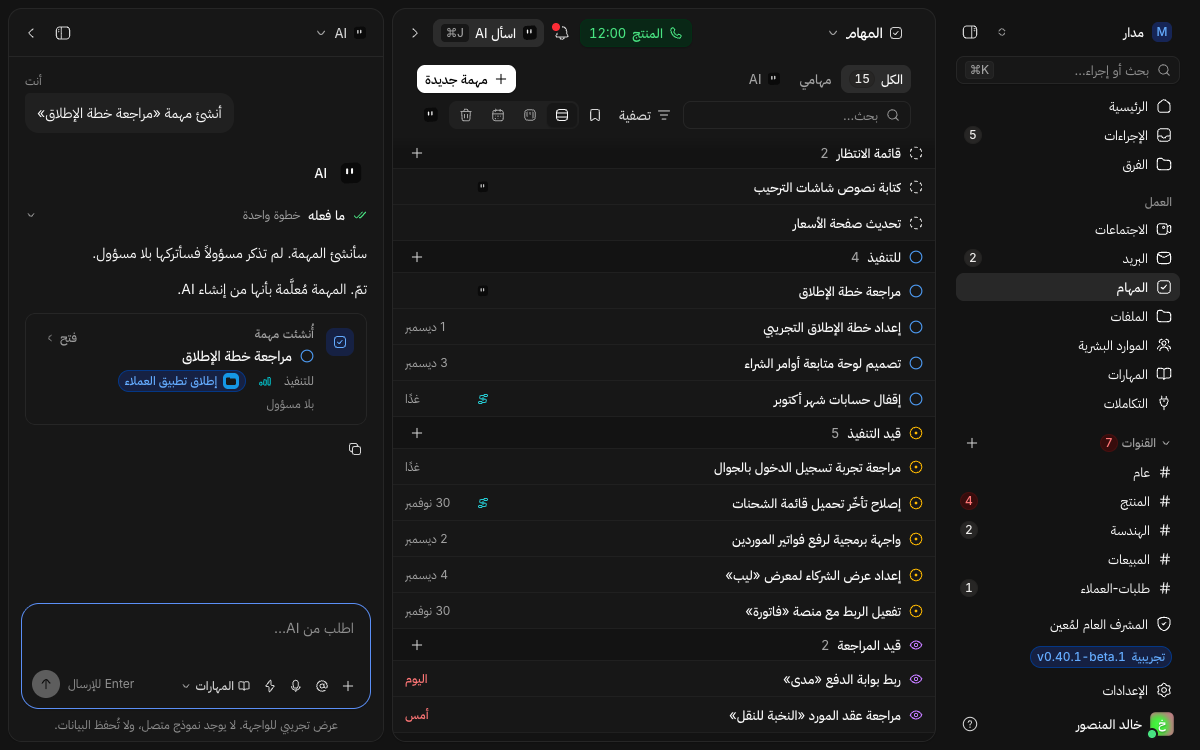 M مدار
بحث أو إجراء... ⌘K
الرئيسية
الإجراءات 5
الفرق
العمل
الاجتماعات
البريد 2
المهام
الملفات
الموارد البشرية
المهارات
التكاملات
القنوات 7
# عام
# المنتج 4
# الهندسة 2
# المبيعات
# طلبات-العملاء 1
المشرف العام لمُعين
تجريبية v0.40.1-beta.1
الإعدادات
خ خالد المنصور
المهام
المنتج 12:00
اسأل AI ⌘J
الكل 15
مهامي
AI
مهمة جديدة
بحث...
تصفية
قائمة الانتظار 2
كتابة نصوص شاشات الترحيب
تحديث صفحة الأسعار
للتنفيذ 4
مراجعة خطة الإطلاق
إعداد خطة الإطلاق التجريبي 1 ديسمبر
تصميم لوحة متابعة أوامر الشراء 3 ديسمبر
إقفال حسابات شهر أكتوبر غدًا
قيد التنفيذ 5
مراجعة تجربة تسجيل الدخول بالجوال غدًا
إصلاح تأخّر تحميل قائمة الشحنات 30 نوفمبر
واجهة برمجية لرفع فواتير الموردين 2 ديسمبر
إعداد عرض الشركاء لمعرض «ليب» 4 ديسمبر
تفعيل الربط مع منصة «فاتورة» 30 نوفمبر
قيد المراجعة 2
ربط بوابة الدفع «مدى» اليوم
مراجعة عقد المورد «النخبة للنقل» أمس
AI
أنت
أنشئ مهمة «مراجعة خطة الإطلاق»
AI
ما فعله خطوة واحدة
سأنشئ المهمة. لم تذكر مسؤولاً فسأتركها بلا مسؤول.
تمّ. المهمة مُعلَّمة بأنها من إنشاء AI.
أُنشئت مهمة
فتح
مراجعة خطة الإطلاق
للتنفيذ إطلاق تطبيق العملاء
بلا مسؤول
اطلب من AI...
المهارات
Enter للإرسال
عرض تجريبي للواجهة. لا يوجد نموذج متصل، ولا تُحفظ البيانات.